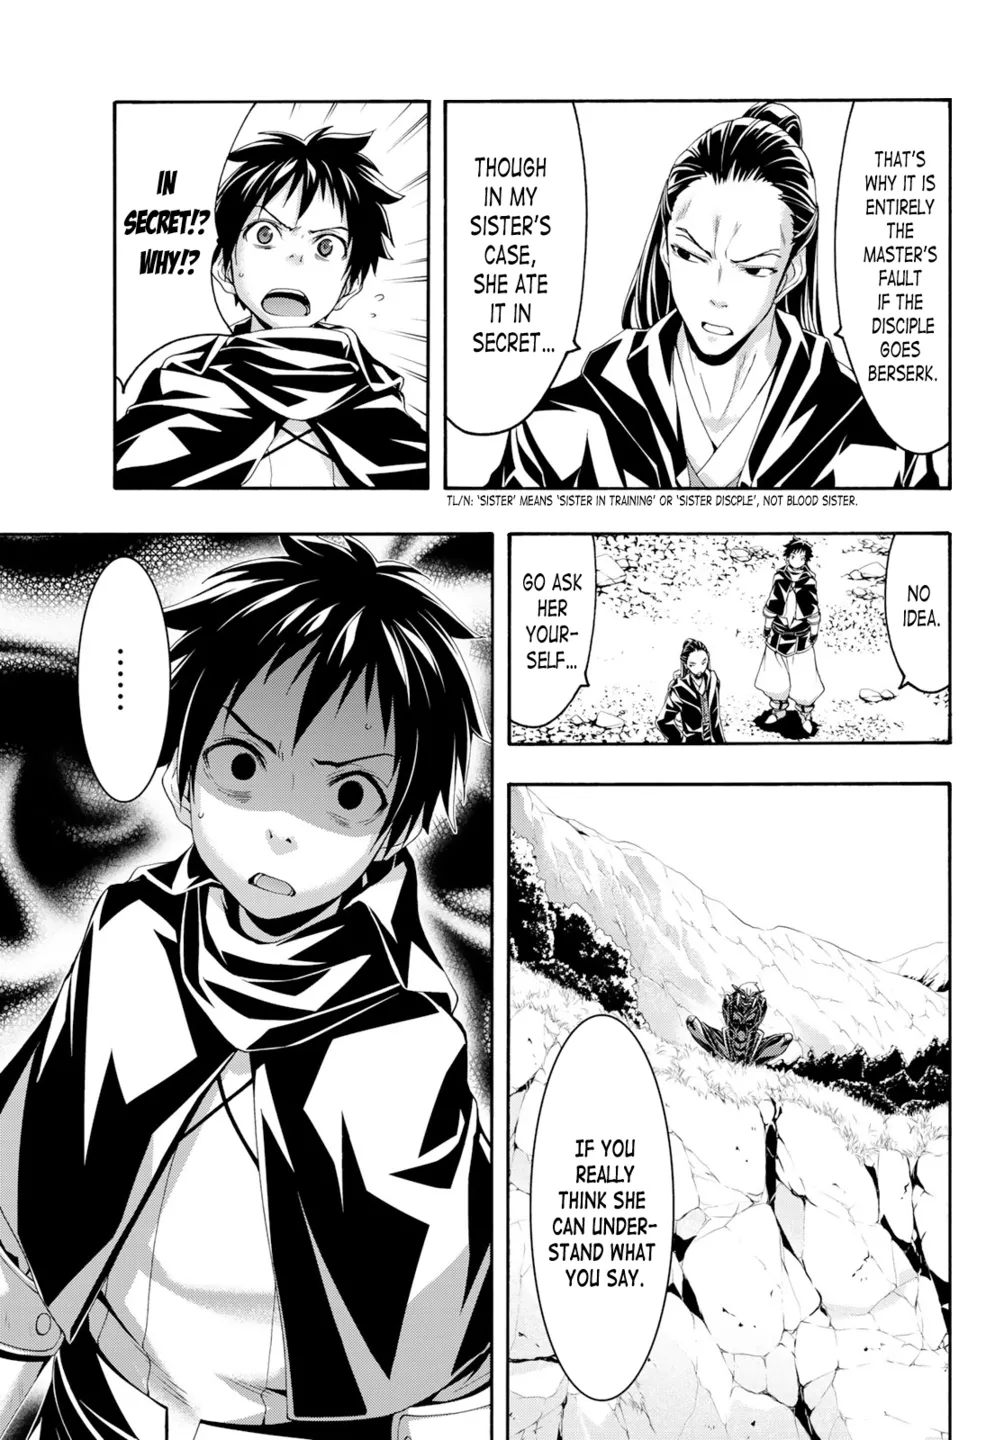 THAT'S
WHY IT IS
ENTIRELY
THE
MASTER'S
FAULT
IF THE
DISCIPLE
GOES
BERSERK.
THOUGH
IN MY
SISTER'S
CASE,
SHE ATE
IT IN
SECRET...
TL/N: 'SISTER' MEANS 'SISTER IN TRAINING' OR 'SISTER DISCPLE', NOT BLOOD SISTER.
IN
SECRET!?
WHY!?
NO
IDEA.
GO ASK
HER
YOUR-
SELF...
IF YOU
REALLY
THINK SHE
CAN UNDER-
STAND WHAT
YOU SAY.
.......